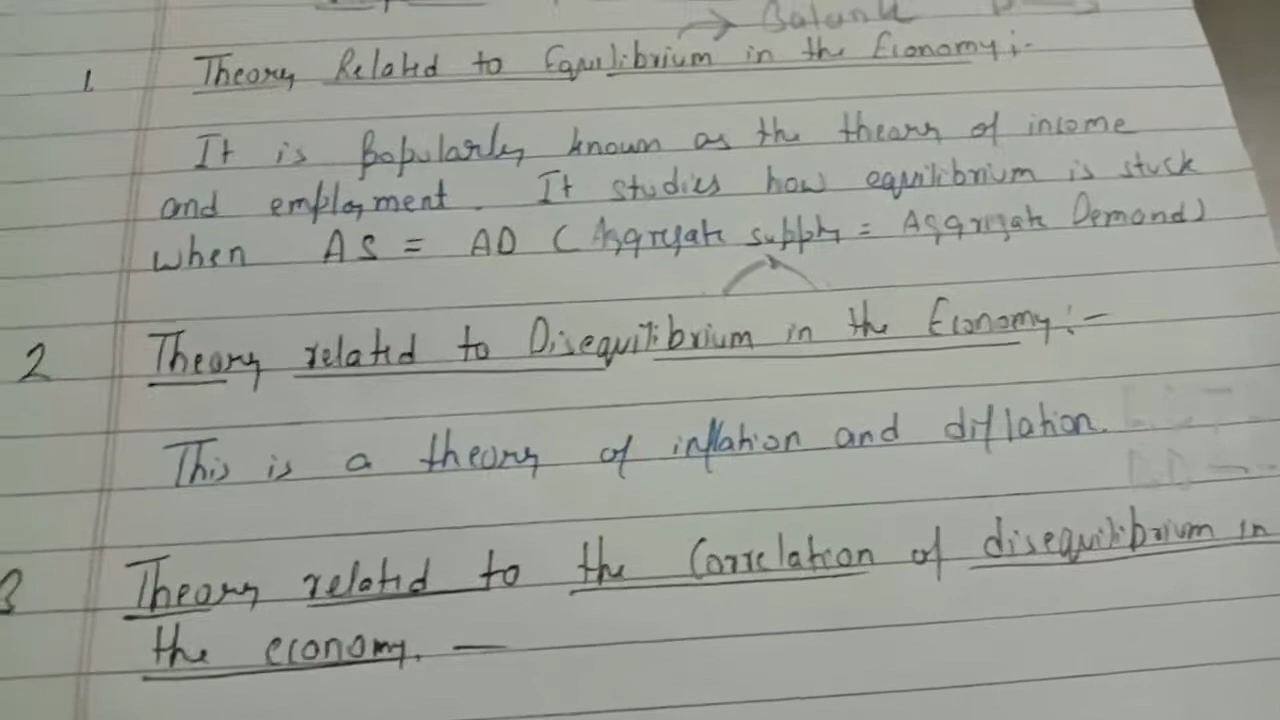 Balance
1. Theory Related to Equilibrium in the Economy :-
It is popularly known as the theory of income
and employment. It studies how equilibrium is stuck
when AS = AD (Aggregate supply = Aggregate Demand)
2 Theory related to Disequilibrium in the Economy :-
This is a theory of inflation and diflation.
3 Theory related to the Correlation of disequilibrium in
the economy. —